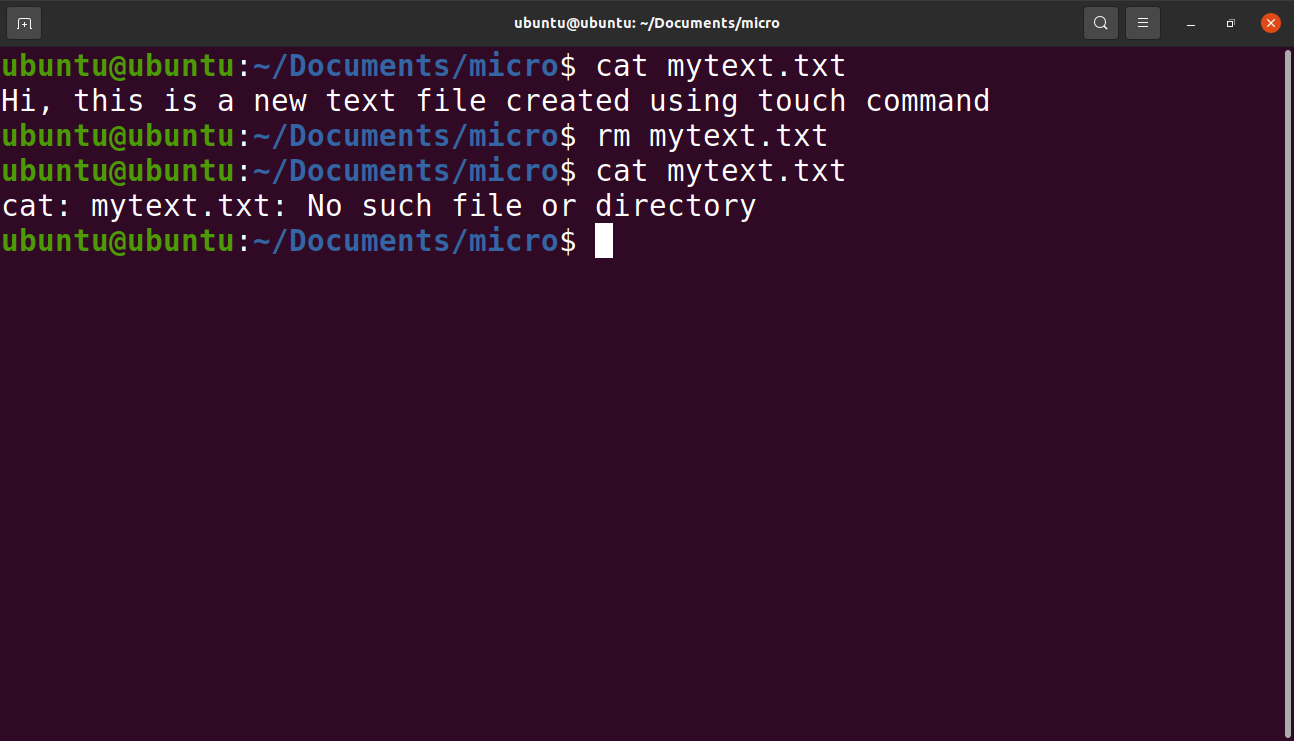 ubuntu@ubuntu: ~/Documents/micro
ubuntu@ubuntu:~/Documents/micro$ cat mytext.txt
Hi, this is a new text file created using touch command
ubuntu@ubuntu:~/Documents/micro$ rm mytext.txt
ubuntu@ubuntu:~/Documents/micro$ cat mytext.txt
cat: mytext.txt: No such file or directory
ubuntu@ubuntu:~/Documents/micro$